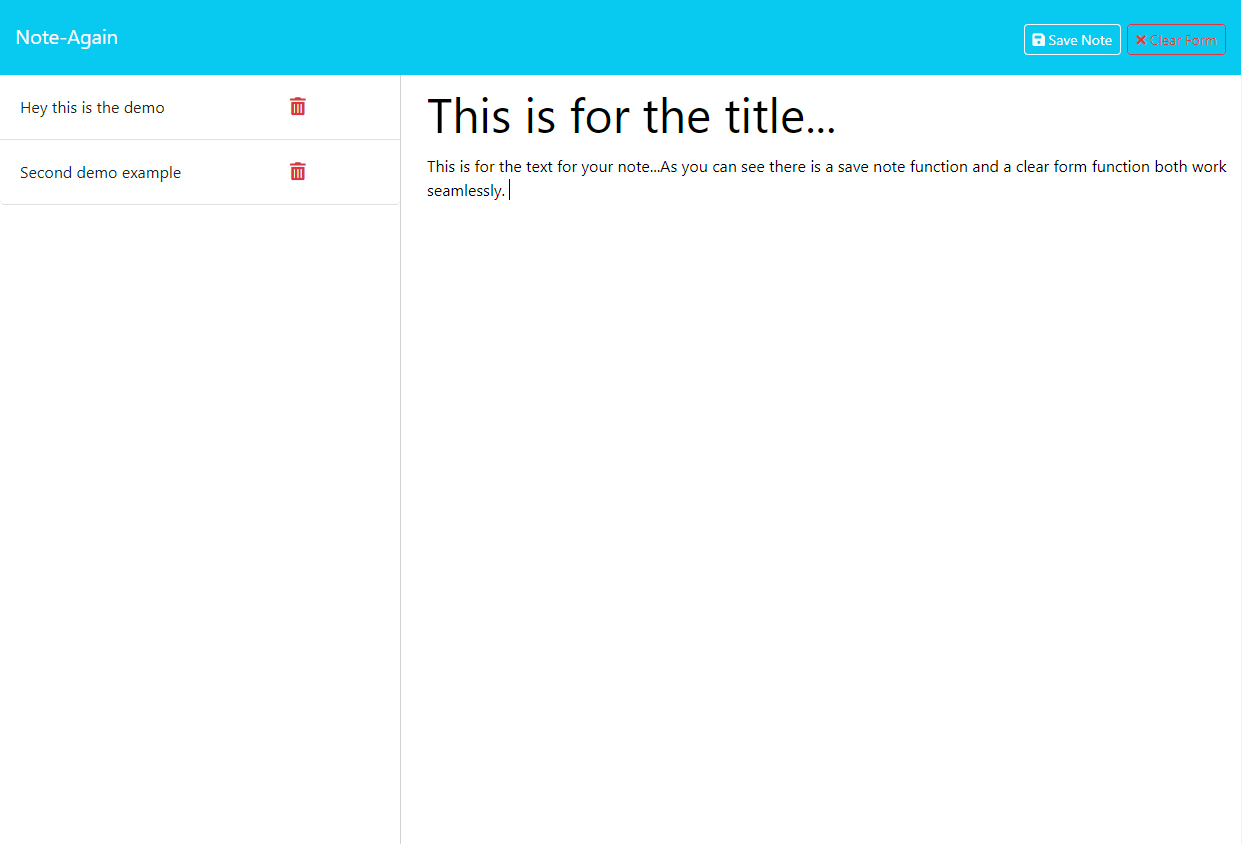 Note-Again
Save Note
Clear Form
Hey this is the demo
Second demo example
This is for the title...
This is for the text for your note...As you can see there is a save note function and a clear form function both work
seamlessly.